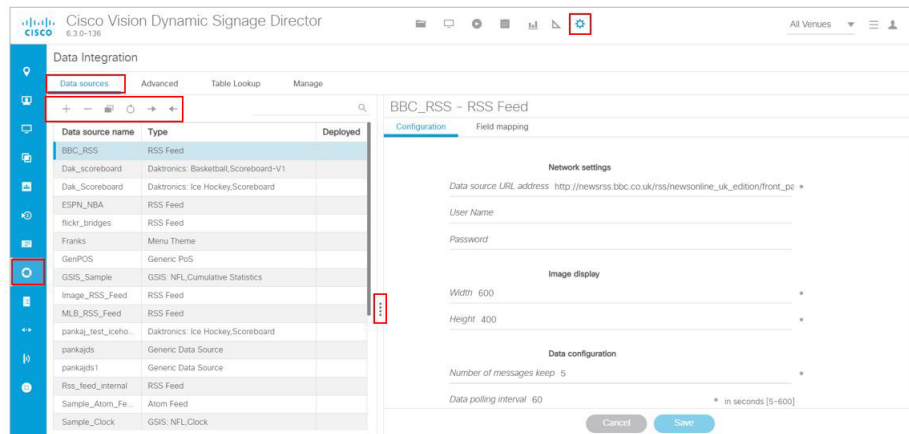 CISCO
Cisco Vision Dynamic Signage Director
6.3.0-136
All Venues
Data Integration
Data sources
Advanced
Table Lookup
Manage
Data source name Type Deployed
BBC_RSS RSS Feed
Dak_scoreboard Daktronics: Basketball,Scoreboard-V1
Dak_Scoreboard Daktronics: Ice Hockey,Scoreboard
ESPN_NBA RSS Feed
flickr_bridges RSS Feed
Franks Menu Theme
GenPOS Generic PoS
GSIS_Sample GSIS: NFL,Cumulative Statistics
Image_RSS_Feed RSS Feed
MLB_RSS_Feed RSS Feed
pankaj_test_iceho... Daktronics: Ice Hockey,Scoreboard
pankajds Generic Data Source
pankajds1 Generic Data Source
Rss_feed_internal RSS Feed
Sample_Atom_Fe... Atom Feed
Sample_Clock GSIS: NFL,Clock
BBC_RSS - RSS Feed
Configuration
Field mapping
Network settings
Data source URL address http://newsrss.bbc.co.uk/rss/newsonline_uk_edition/front_pa *
User Name
Password
Image display
Width 600 *
Height 400 *
Data configuration
Number of messages keep 5 *
Data polling interval 60 * in seconds [5-600]
Cancel
Save